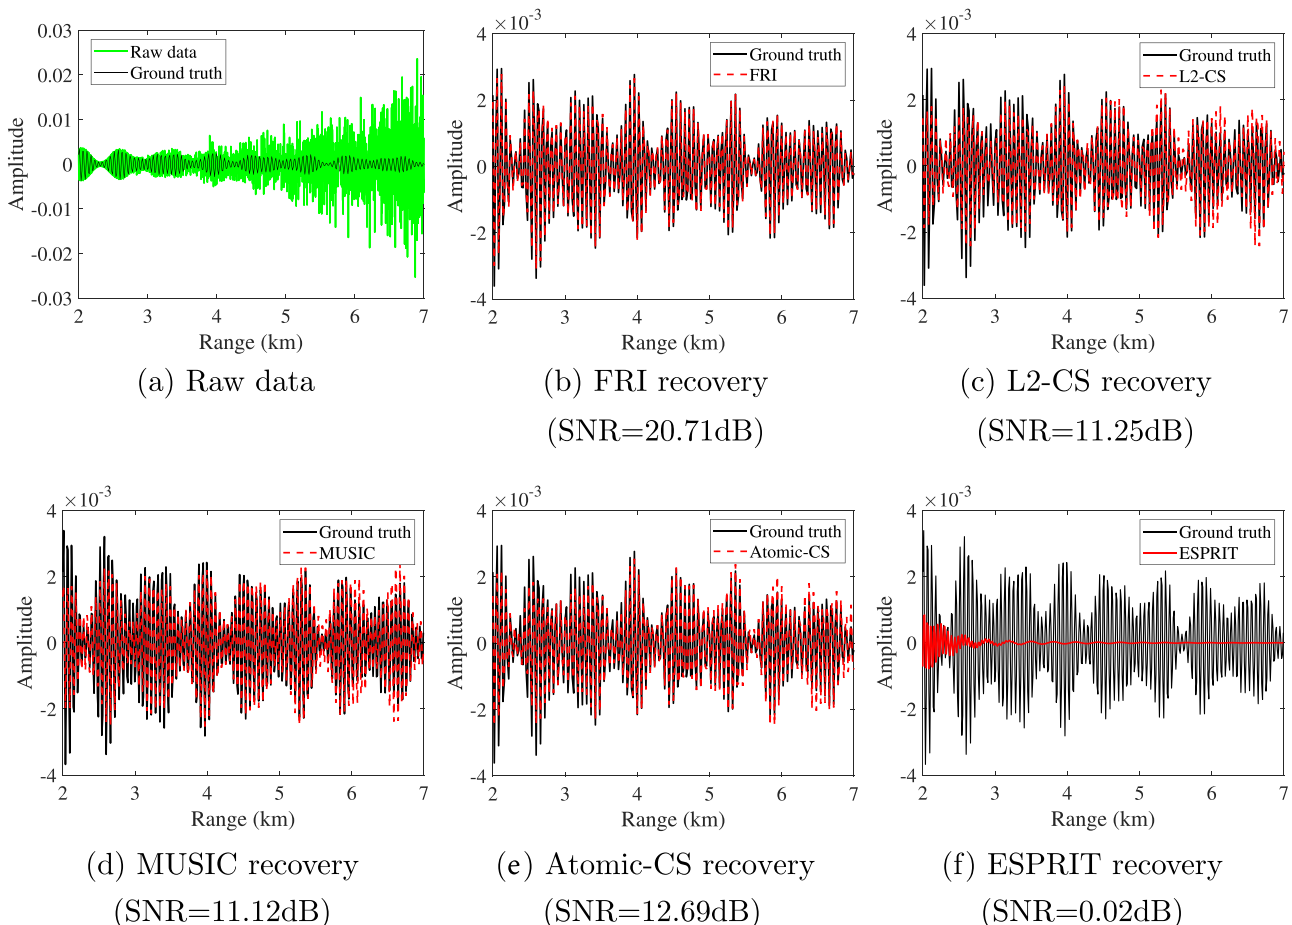 0.03
0.02
0.01
0
-0.01
-0.02
-0.03
Amplitude
Raw data
Ground truth
2 3 4 5 6 7
Range (km)
(a) Raw data
×10-3
4
2
0
-2
-4
Amplitude
Ground truth
FRI
2 3 4 5 6 7
Range (km)
(b) FRI recovery
(SNR=20.71dB)
×10-3
4
2
0
-2
-4
Amplitude
Ground truth
L2-CS
2 3 4 5 6 7
Range (km)
(c) L2-CS recovery
(SNR=11.25dB)
×10-3
4
2
0
-2
-4
Amplitude
Ground truth
MUSIC
2 3 4 5 6 7
Range (km)
(d) MUSIC recovery
(SNR=11.12dB)
×10-3
4
2
0
-2
-4
Amplitude
Ground truth
Atomic-CS
2 3 4 5 6 7
Range (km)
(e) Atomic-CS recovery
(SNR=12.69dB)
×10-3
4
2
0
-2
-4
Amplitude
Ground truth
ESPRIT
2 3 4 5 6 7
Range (km)
(f) ESPRIT recovery
(SNR=0.02dB)